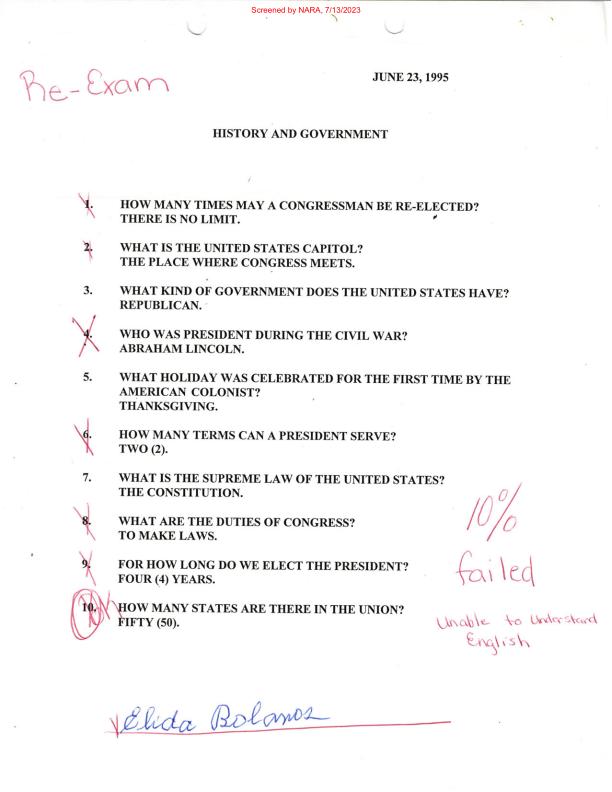 Screened by NARA, 7/13/2023
Re-Exam
JUNE 23, 1995
HISTORY AND GOVERNMENT
1. HOW MANY TIMES MAY A CONGRESSMAN BE RE-ELECTED?
THERE IS NO LIMIT.
2. WHAT IS THE UNITED STATES CAPITOL?
THE PLACE WHERE CONGRESS MEETS.
3. WHAT KIND OF GOVERNMENT DOES THE UNITED STATES HAVE?
REPUBLICAN.
4. WHO WAS PRESIDENT DURING THE CIVIL WAR?
ABRAHAM LINCOLN.
5. WHAT HOLIDAY WAS CELEBRATED FOR THE FIRST TIME BY THE
AMERICAN COLONIST?
THANKSGIVING.
6. HOW MANY TERMS CAN A PRESIDENT SERVE?
TWO (2).
7. WHAT IS THE SUPREME LAW OF THE UNITED STATES?
THE CONSTITUTION.
8. WHAT ARE THE DUTIES OF CONGRESS?
TO MAKE LAWS.
9. FOR HOW LONG DO WE ELECT THE PRESIDENT?
FOUR (4) YEARS.
10. HOW MANY STATES ARE THERE IN THE UNION?
FIFTY (50).
10%
failed
Unable to Understand
English
Elida Bolanos